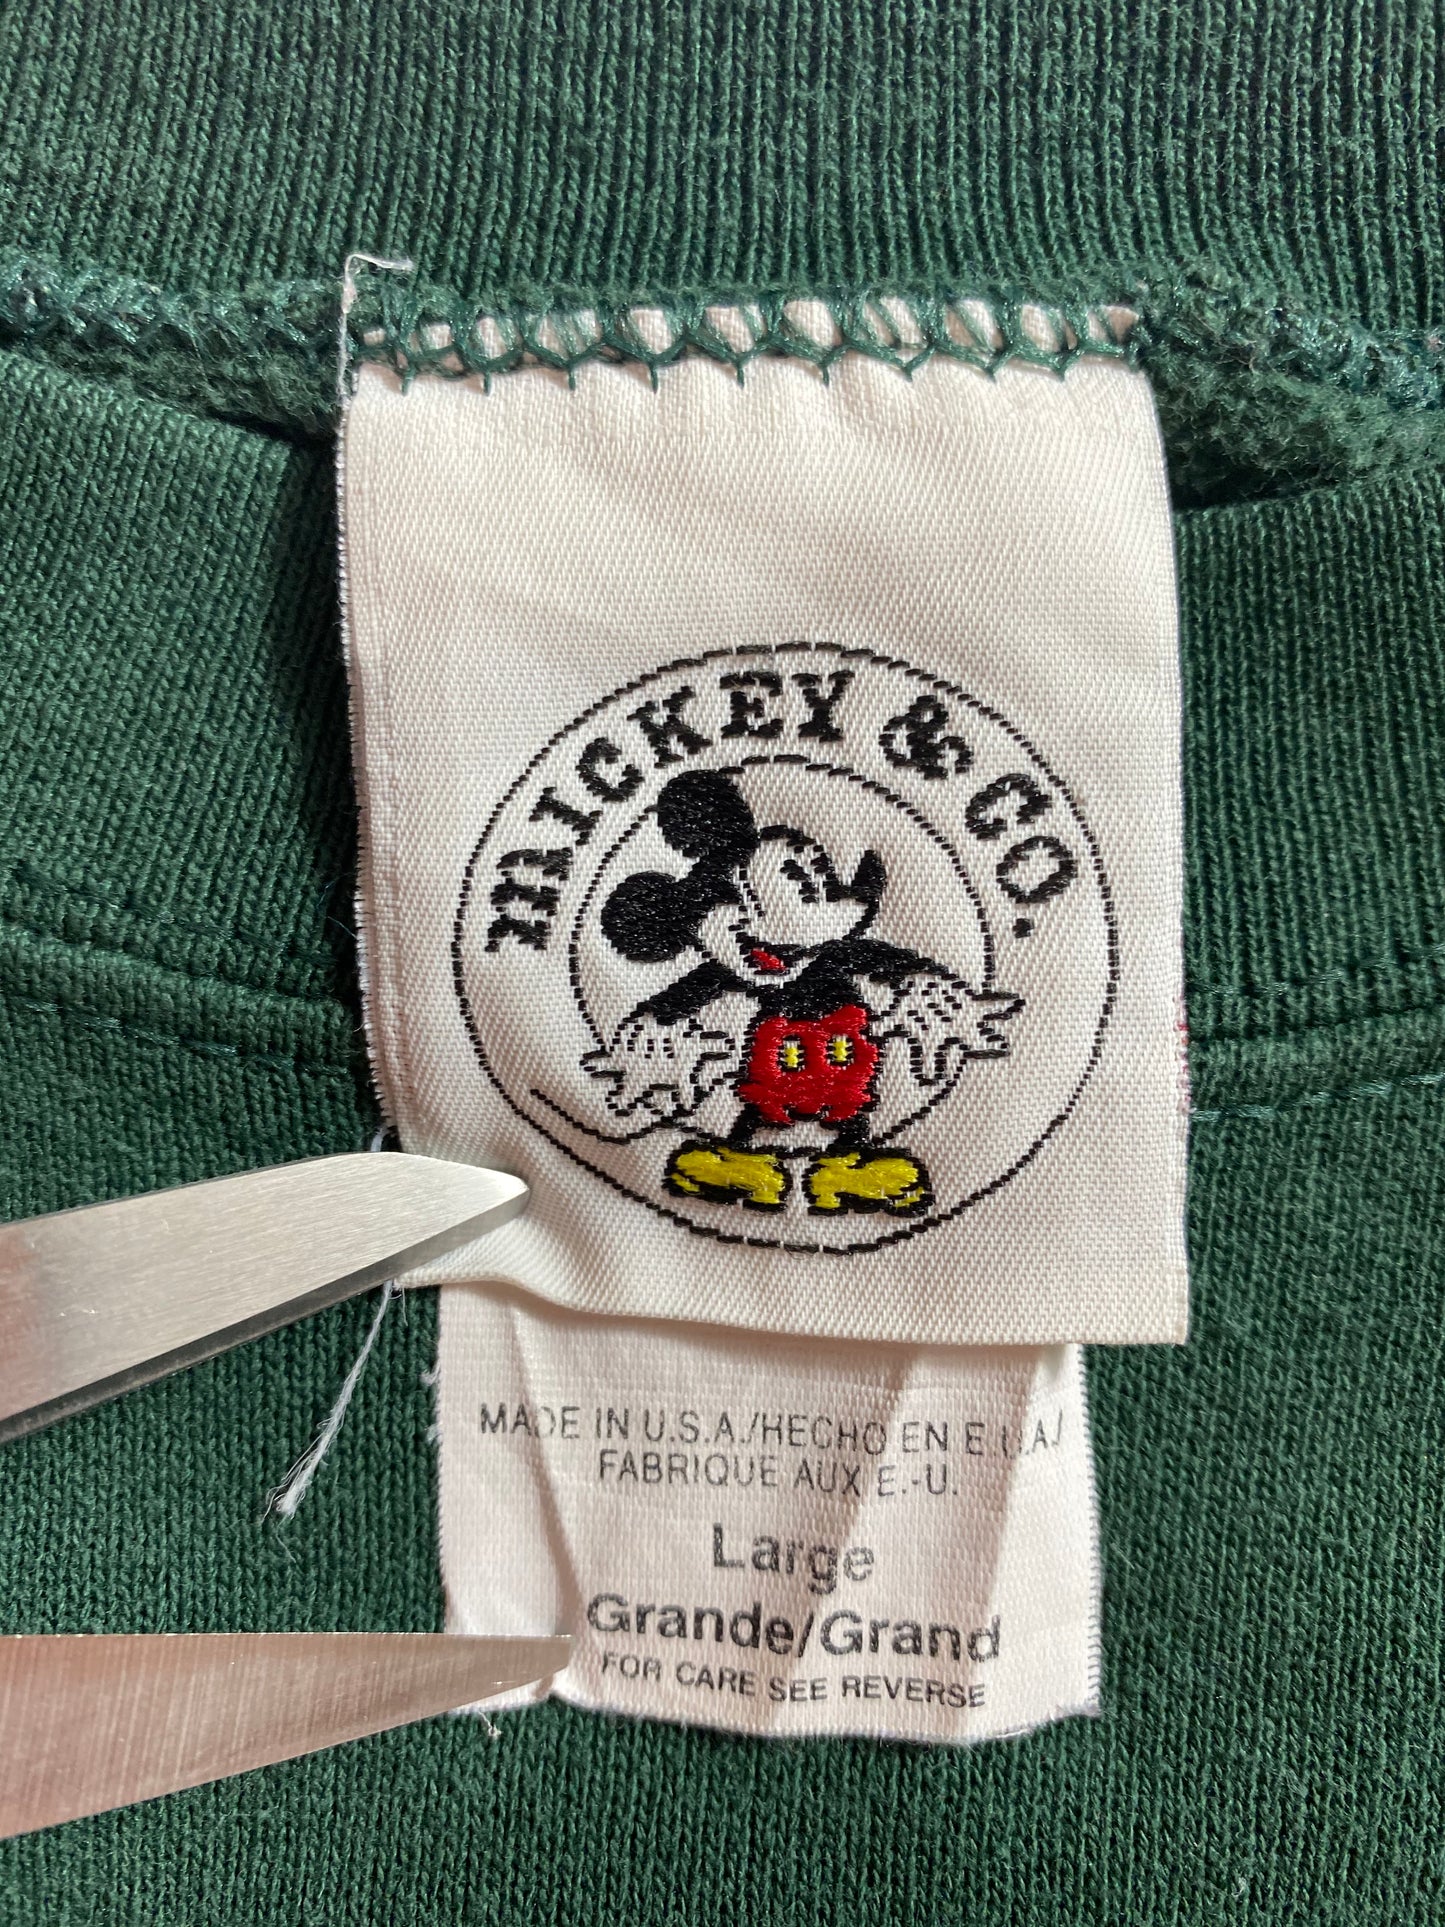 MICKEY & CO.
MADE IN U.S.A./HECHO EN E.U.A./
FABRIQUE AUX E.-U.
Large
Grande/Grand
FOR CARE SEE REVERSE